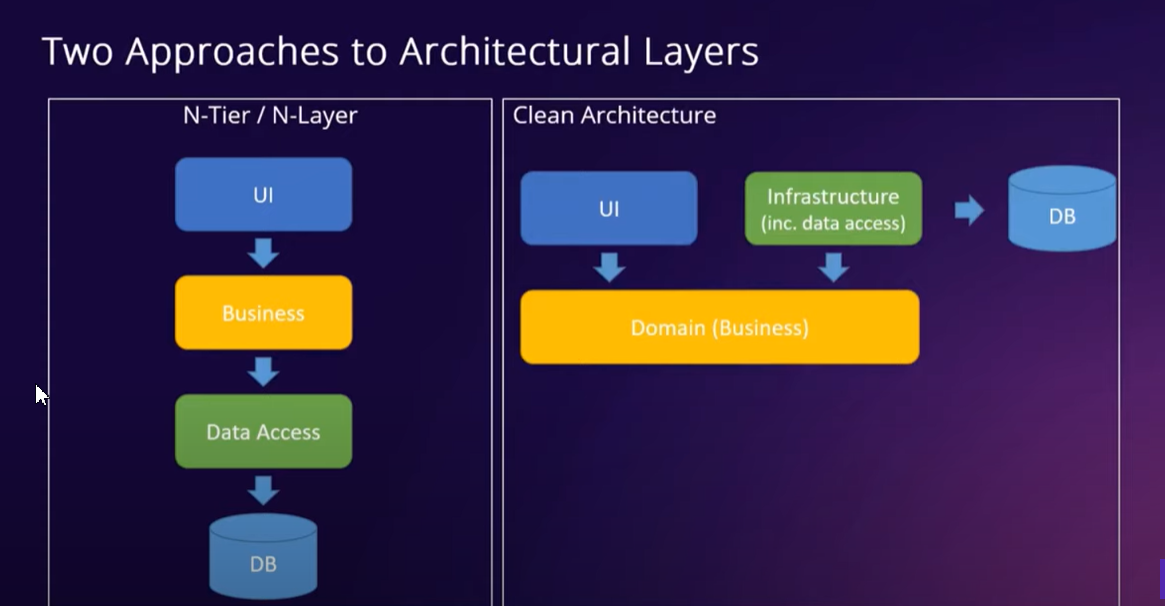 Two Approaches to Architectural Layers
N-Tier / N-Layer
UI
Business
Data Access
DB
Clean Architecture
UI
Infrastructure
(inc. data access)
DB
Domain (Business)